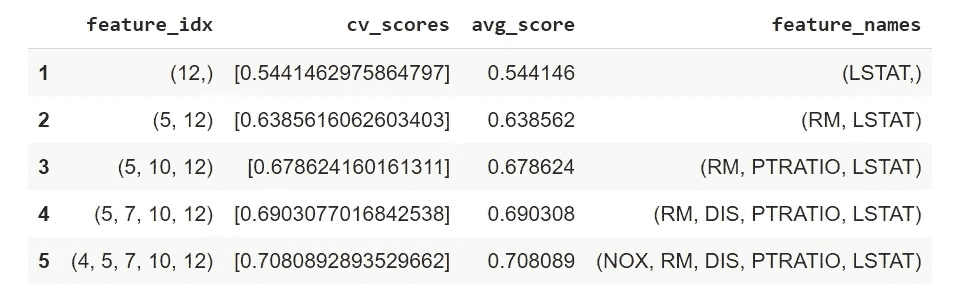 feature_idx cv_scores avg_score feature_names
1 (12,) [0.5441462975864797] 0.544146 (LSTAT,)
2 (5, 12) [0.6385616062603403] 0.638562 (RM, LSTAT)
3 (5, 10, 12) [0.678624160161311] 0.678624 (RM, PTRATIO, LSTAT)
4 (5, 7, 10, 12) [0.6903077016842538] 0.690308 (RM, DIS, PTRATIO, LSTAT)
5 (4, 5, 7, 10, 12) [0.7080892893529662] 0.708089 (NOX, RM, DIS, PTRATIO, LSTAT)